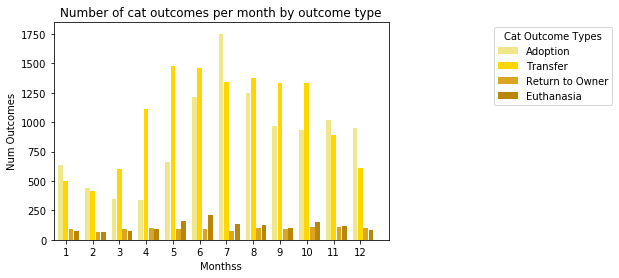 Number of cat outcomes per month by outcome type
Num Outcomes
1750
1500
1250
1000
750
500
250
0
1 2 3 4 5 6 7 8 9 10 11 12
Monthss
Cat Outcome Types
Adoption
Transfer
Return to Owner
Euthanasia